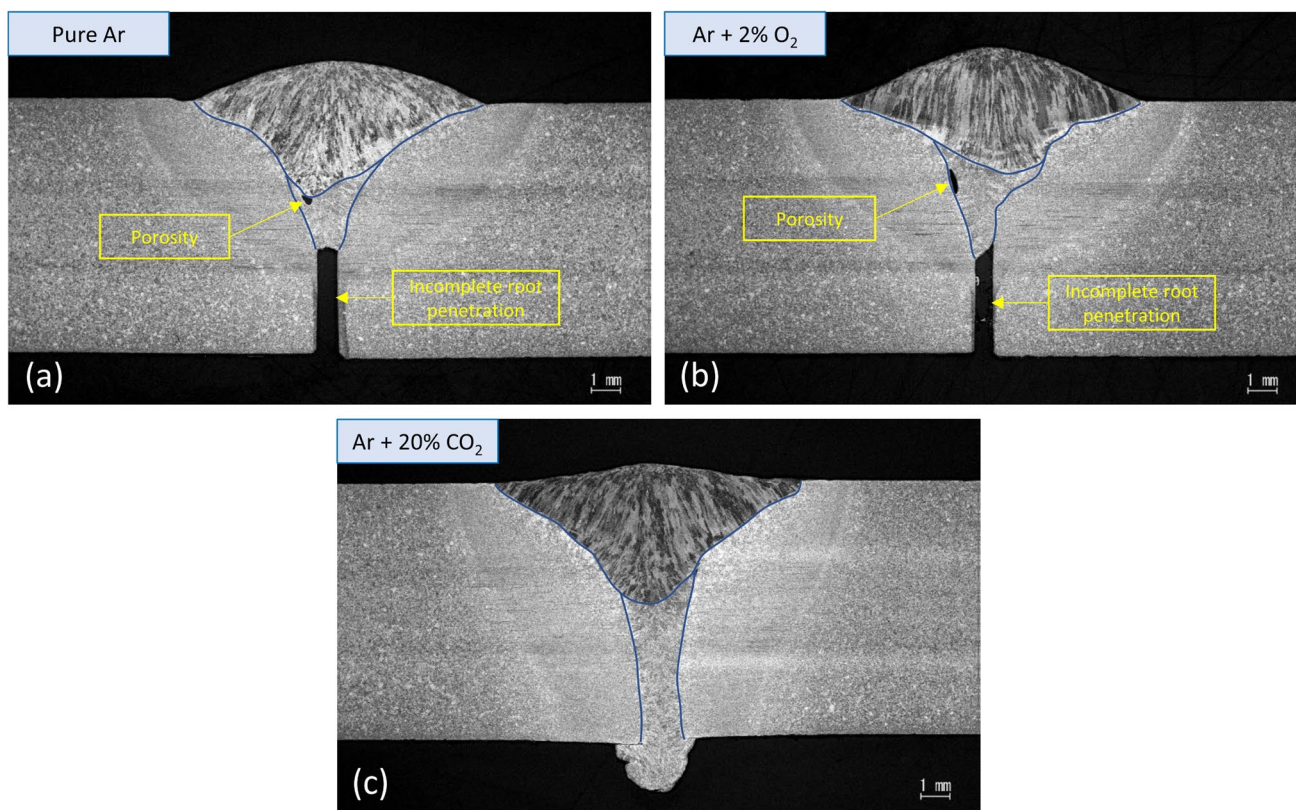 Pure Ar
Porosity
Incomplete root
penetration
(a)
1 mm
Ar + 2% O₂
Porosity
Incomplete root
penetration
(b)
1 mm
Ar + 20% CO₂
(c)
1 mm